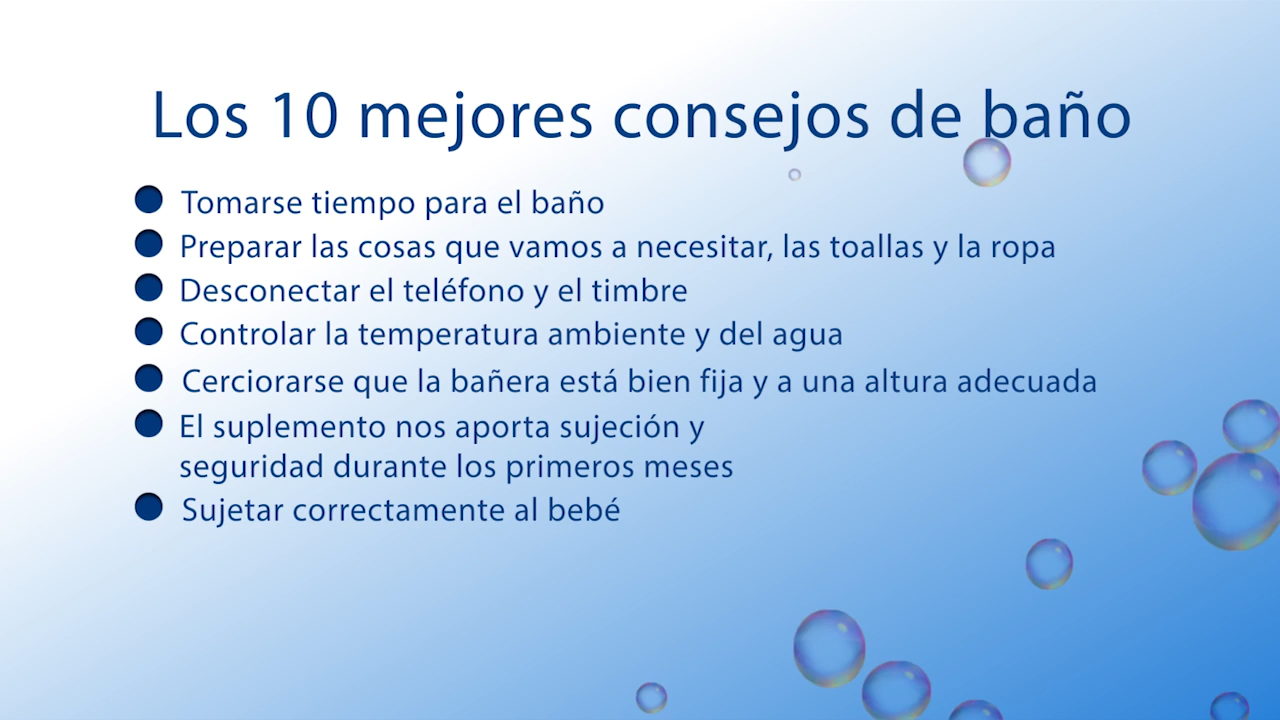 Los 10 mejores consejos de baño
Tomarse tiempo para el baño
Preparar las cosas que vamos a necesitar, las toallas y la ropa
Desconectar el teléfono y el timbre
Controlar la temperatura ambiente y del agua
Cerciorarse que la bañera está bien fija y a una altura adecuada
El suplemento nos aporta sujeción y
seguridad durante los primeros meses
Sujetar correctamente al bebé